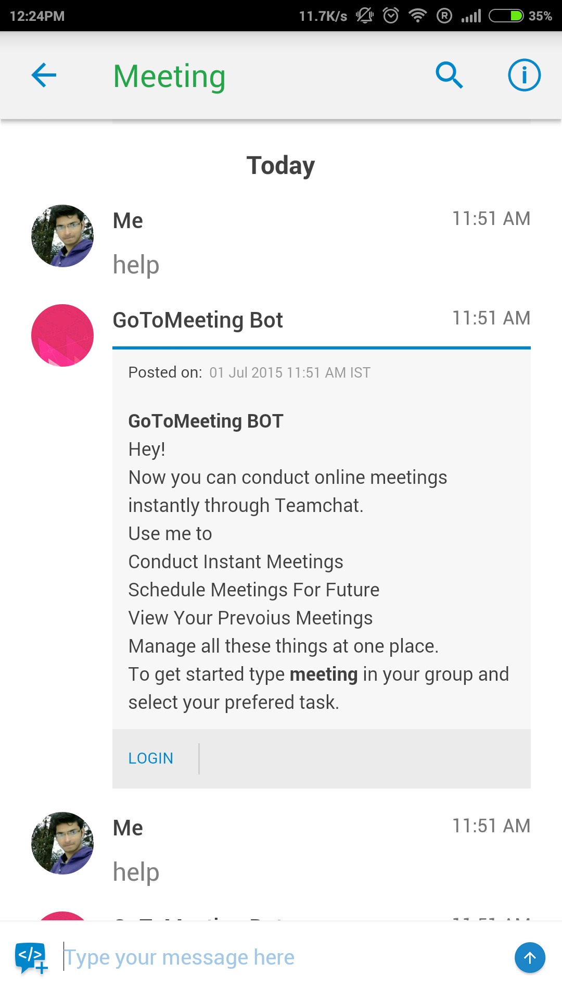 12:24PM 11.7K/s R 35%
Meeting
Today
Me 11:51 AM
help
GoToMeeting Bot 11:51 AM
Posted on: 01 Jul 2015 11:51 AM IST
GoToMeeting BOT
Hey!
Now you can conduct online meetings
instantly through Teamchat.
Use me to
Conduct Instant Meetings
Schedule Meetings For Future
View Your Prevoius Meetings
Manage all these things at one place.
To get started type meeting in your group and
select your prefered task.
LOGIN
Me 11:51 AM
help
Type your message here